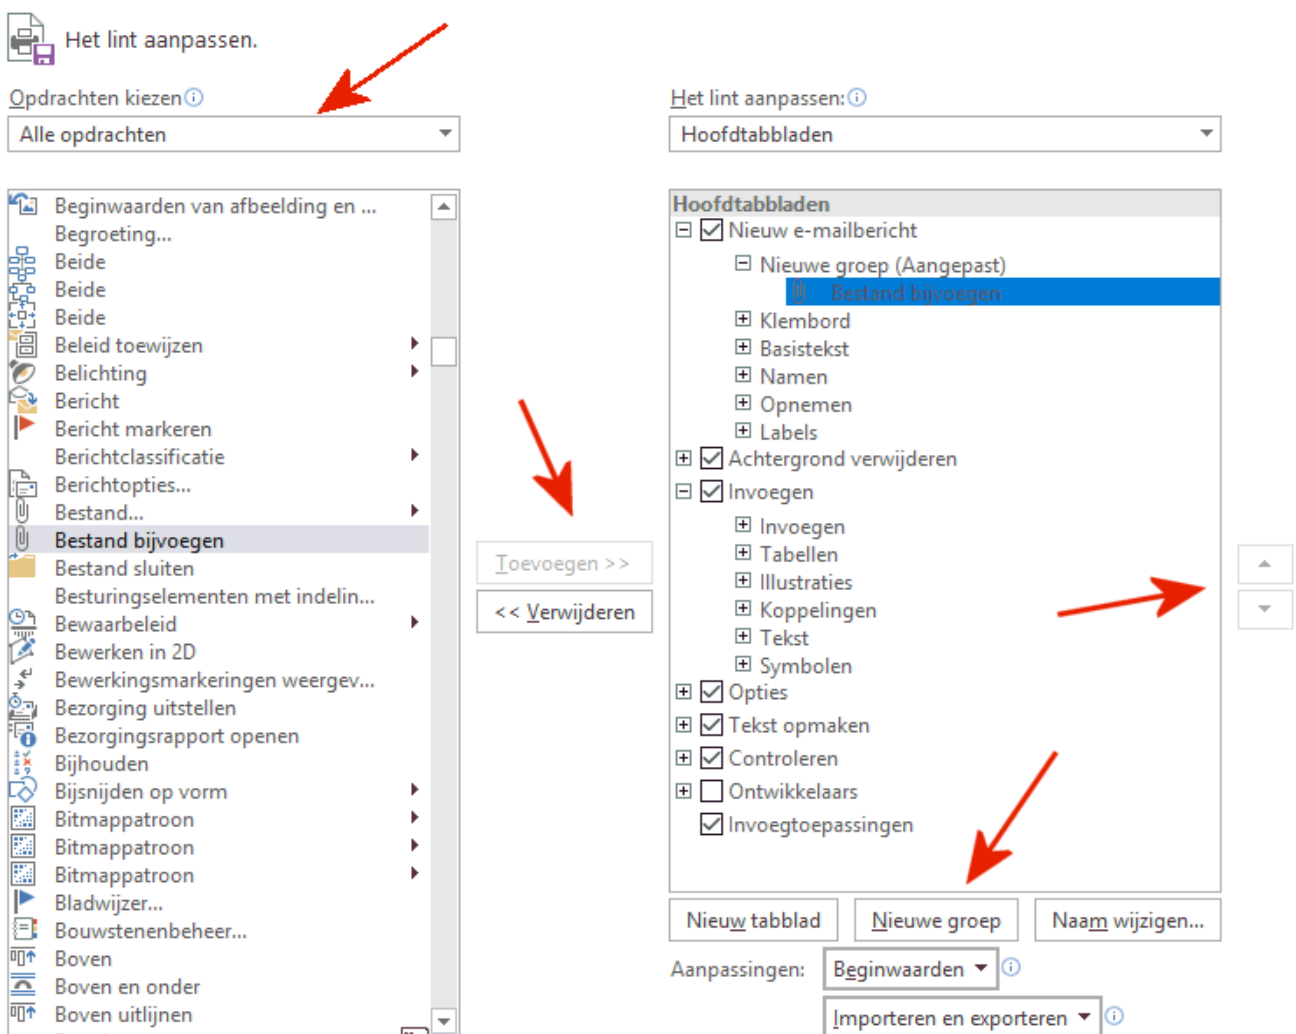 Het lint aanpassen.
Opdrachten kiezen
Alle opdrachten
Beginwaarden van afbeelding en ...
Begroeting...
Beide
Beide
Beide
Beleid toewijzen
Belichting
Bericht
Bericht markeren
Berichtclassificatie
Berichtopties...
Bestand...
Bestand bijvoegen
Bestand sluiten
Besturingselementen met indelin...
Bewaarbeleid
Bewerken in 2D
Bewerkingsmarkeringen weergev...
Bezorging uitstellen
Bezorgingsrapport openen
Bijhouden
Bijsnijden op vorm
Bitmappatroon
Bitmappatroon
Bitmappatroon
Bladwijzer...
Bouwstenenbeheer...
Boven
Boven en onder
Boven uitlijnen
Toevoegen >>
<< Verwijderen
Het lint aanpassen:
Hoofdtabbladen
Hoofdtabbladen
Nieuw e-mailbericht
Nieuwe groep (Aangepast)
Bestand bijvoegen
Klembord
Basistekst
Namen
Opnemen
Labels
Achtergrond verwijderen
Invoegen
Invoegen
Tabellen
Illustraties
Koppelingen
Tekst
Symbolen
Opties
Tekst opmaken
Controleren
Ontwikkelaars
Invoegtoepassingen
Nieuw tabblad
Nieuwe groep
Naam wijzigen...
Aanpassingen:
Beginwaarden
Importeren en exporteren